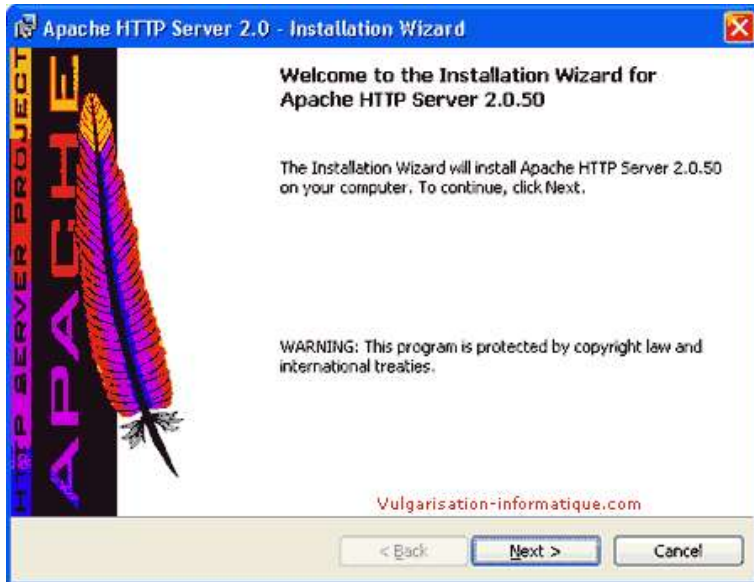 Apache HTTP Server 2.0 - Installation Wizard
HTTP SERVER PROJECT
APACHE
Welcome to the Installation Wizard for
Apache HTTP Server 2.0.50
The Installation Wizard will install Apache HTTP Server 2.0.50
on your computer. To continue, click Next.
WARNING: This program is protected by copyright law and
international treaties.
Vulgarisation-informatique.com
< Back
Next >
Cancel